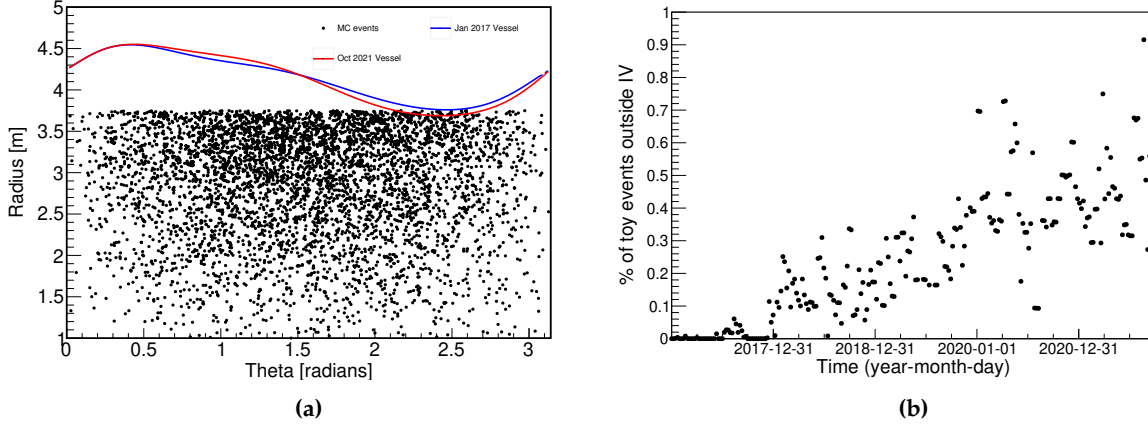 5
4.5
4
3.5
3
2.5
2
1.5
1
Radius [m]
MC events
Jan 2017 Vessel
Oct 2021 Vessel
0 0.5 1 1.5 2 2.5 3
Theta [radians]
(a)
1
0.9
0.8
0.7
0.6
0.5
0.4
0.3
0.2
0.1
0
% of toy events outside IV
2017-12-31 2018-12-31 2020-01-01 2020-12-31
Time (year-month-day)
(b)